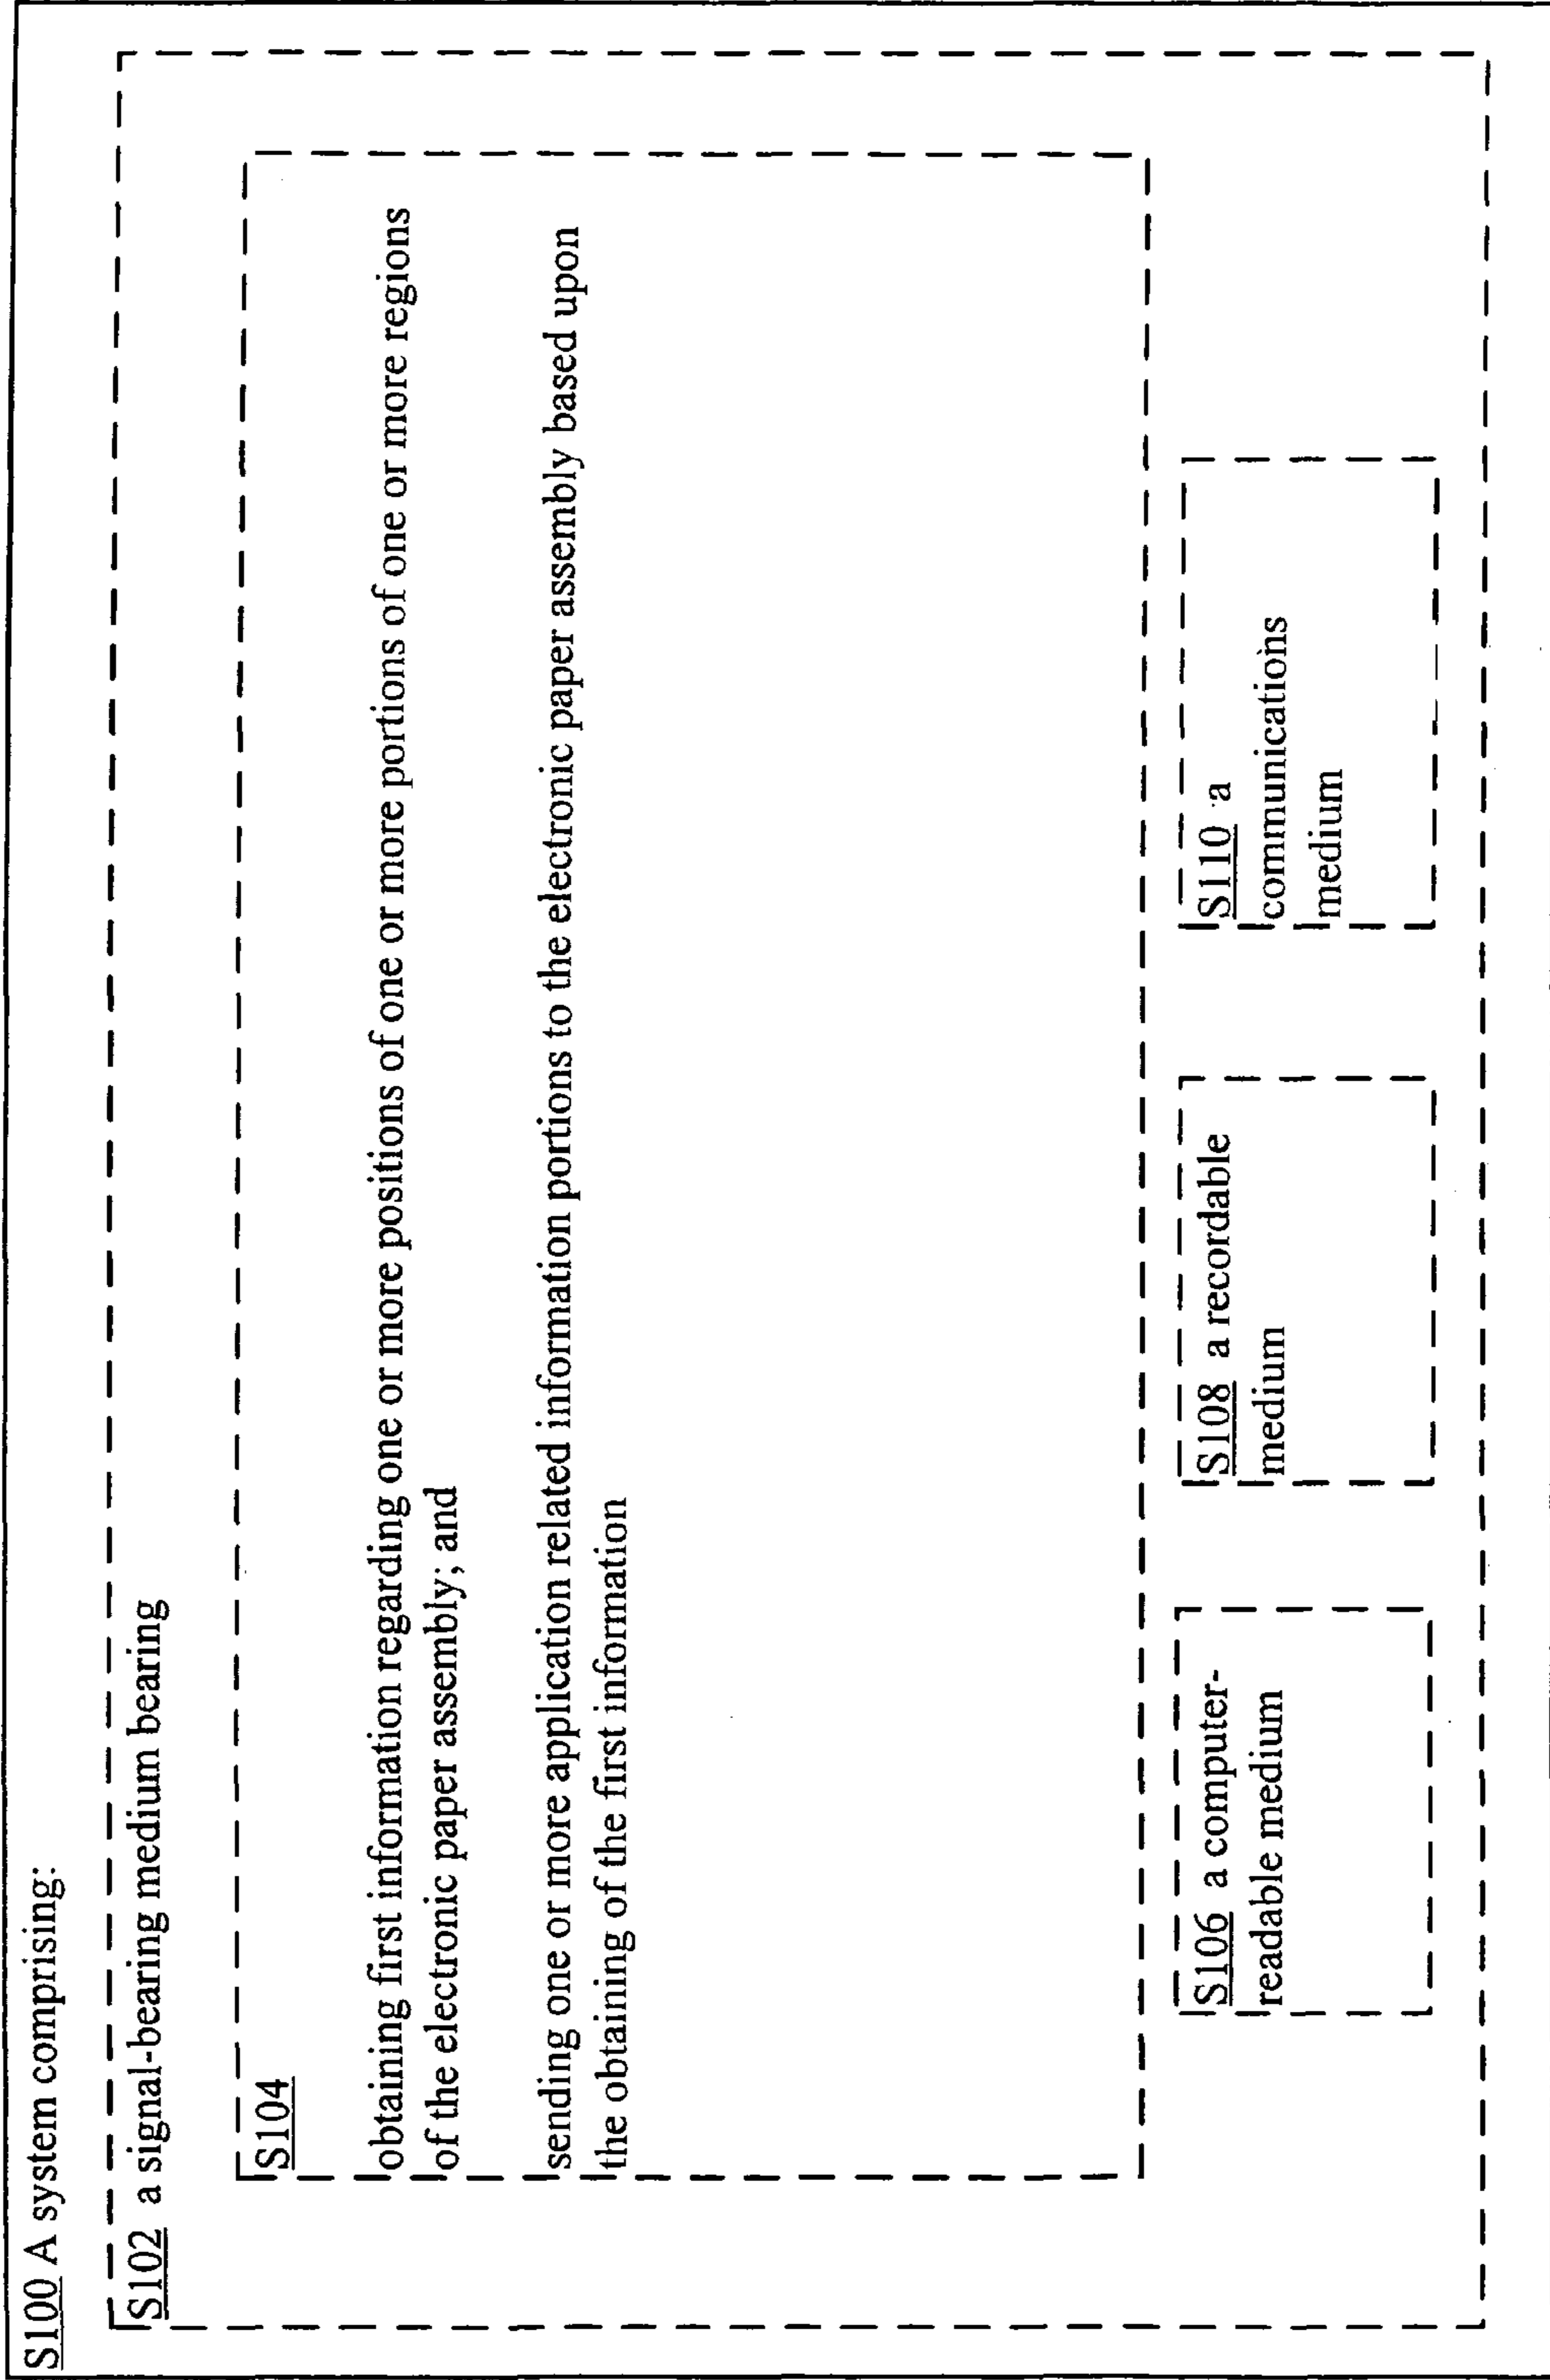 S100 A system comprising:
S102 a signal-bearing medium bearing
S104
obtaining first information regarding one or more positions of one or more portions of one or more regions
of the electronic paper assembly; and
sending one or more application related information portions to the electronic paper assembly based upon
the obtaining of the first information
S106 a computer-
readable medium
S108 a recordable
medium
S110 a
communications
medium